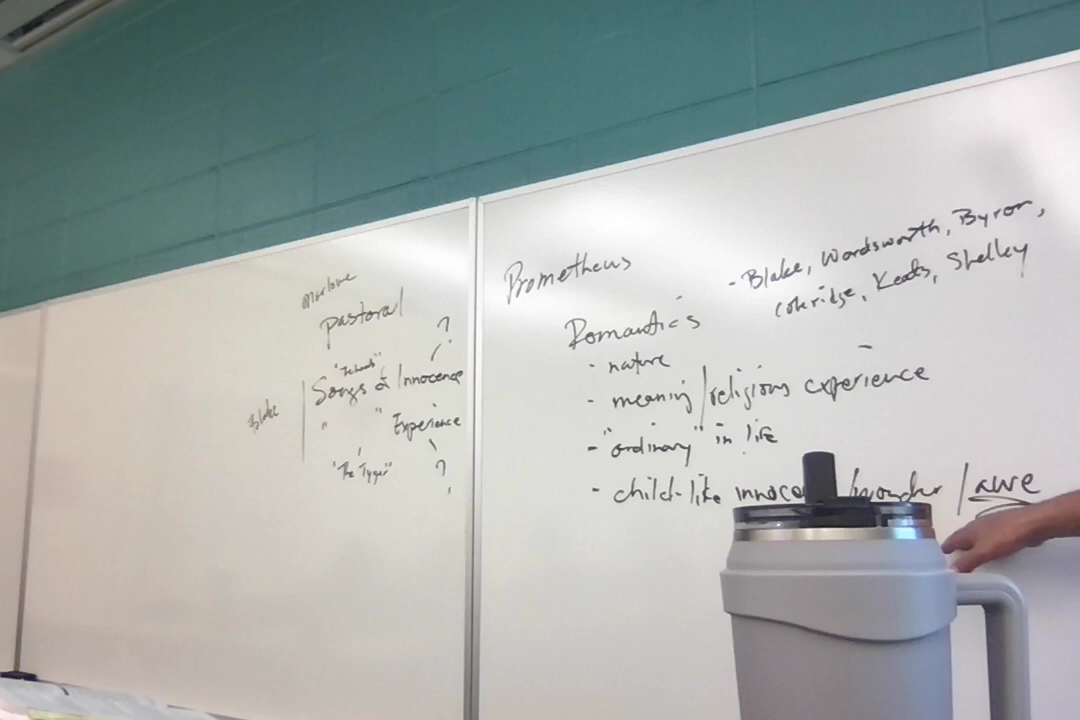 Marlowe
pastoral
?
Songs of Innocence
Blake
" " Experience
"The Tyger"
?
Prometheus
- Blake, Wordsworth, Byron,
Coleridge, Keats, Shelley
Romantics
- nature
- meaning/religious experience
- "ordinary" in life
- child-like /wonder /awe